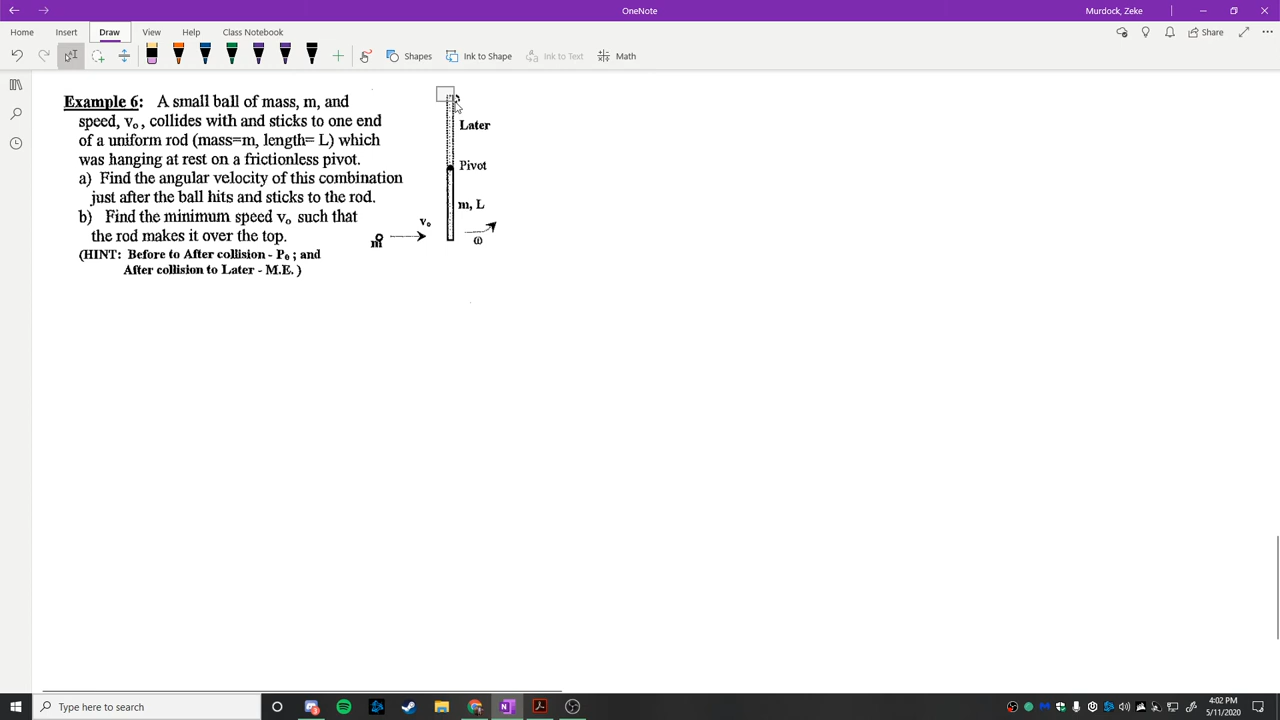 OneNote
Murdock, Zeke
Home
Insert
Draw
View
Help
Class Notebook
Share
Shapes
Ink to Shape
Ink to Text
Math
Example 6: A small ball of mass, m, and
speed, vₒ, collides with and sticks to one end
of a uniform rod (mass=m, length= L) which
was hanging at rest on a frictionless pivot.
a) Find the angular velocity of this combination
just after the ball hits and sticks to the rod.
b) Find the minimum speed vₒ such that
the rod makes it over the top.
(HINT: Before to After collision - Pθ ; and
After collision to Later - M.E. )
Later
Pivot
m, L
vₒ
m
ω
Type here to search
4:02 PM
5/11/2020